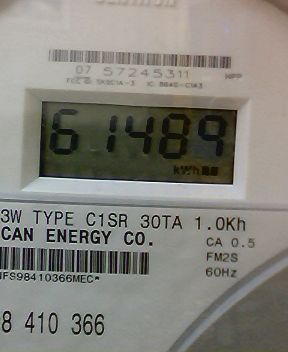 07 57245311
61489
kWh
3W TYPE C1SR 30TA 1.0Kh
CAN ENERGY CO.
CA 0.5
FM2S
60Hz
8 410 366